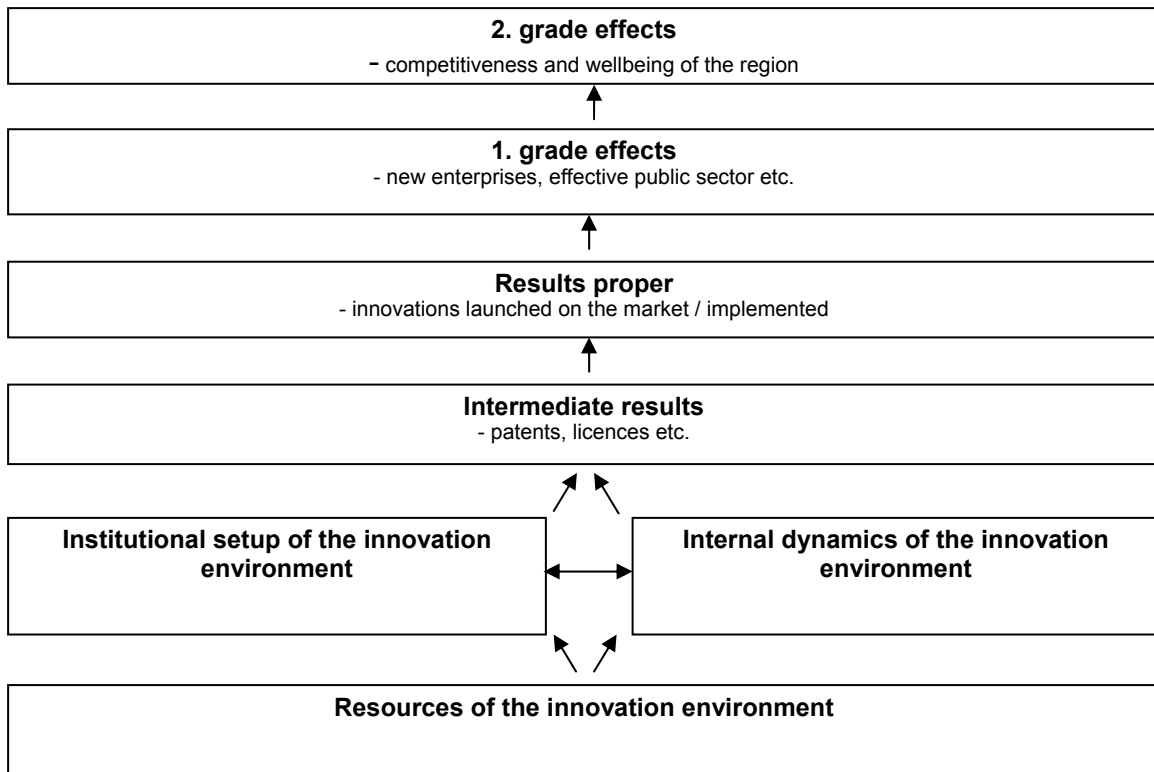 2. grade effects
- competitiveness and wellbeing of the region
1. grade effects
- new enterprises, effective public sector etc.
Results proper
- innovations launched on the market / implemented
Intermediate results
- patents, licences etc.
Institutional setup of the innovation
environment
Internal dynamics of the innovation
environment
Resources of the innovation environment